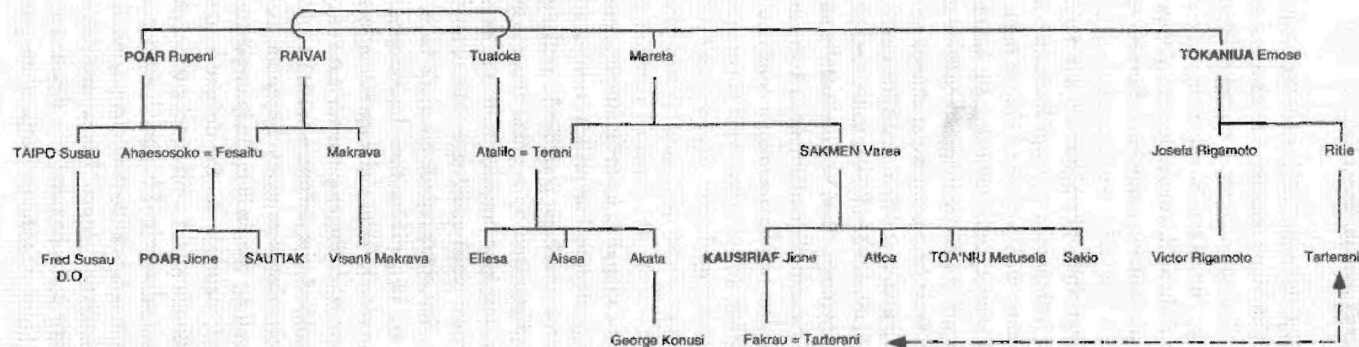 POAR Rupeni RAIVAI Tuatoka Mareta TOKANIUA Emose
TAIPO Susau Ahaesosoko = Fesaitu Makrava Atalilo = Terani SAKMEN Varea Josefa Rigamoto Ritie
Fred Susau POAR Jione SAUTIAK Visanti Makrava Eliesa Aisea Akata KAUSIRIAF Jione Atfoa TOA'NIU Metusela Sakio Victor Rigamoto Tarterani
D.O.
George Konusi Fakrau = Tarterani